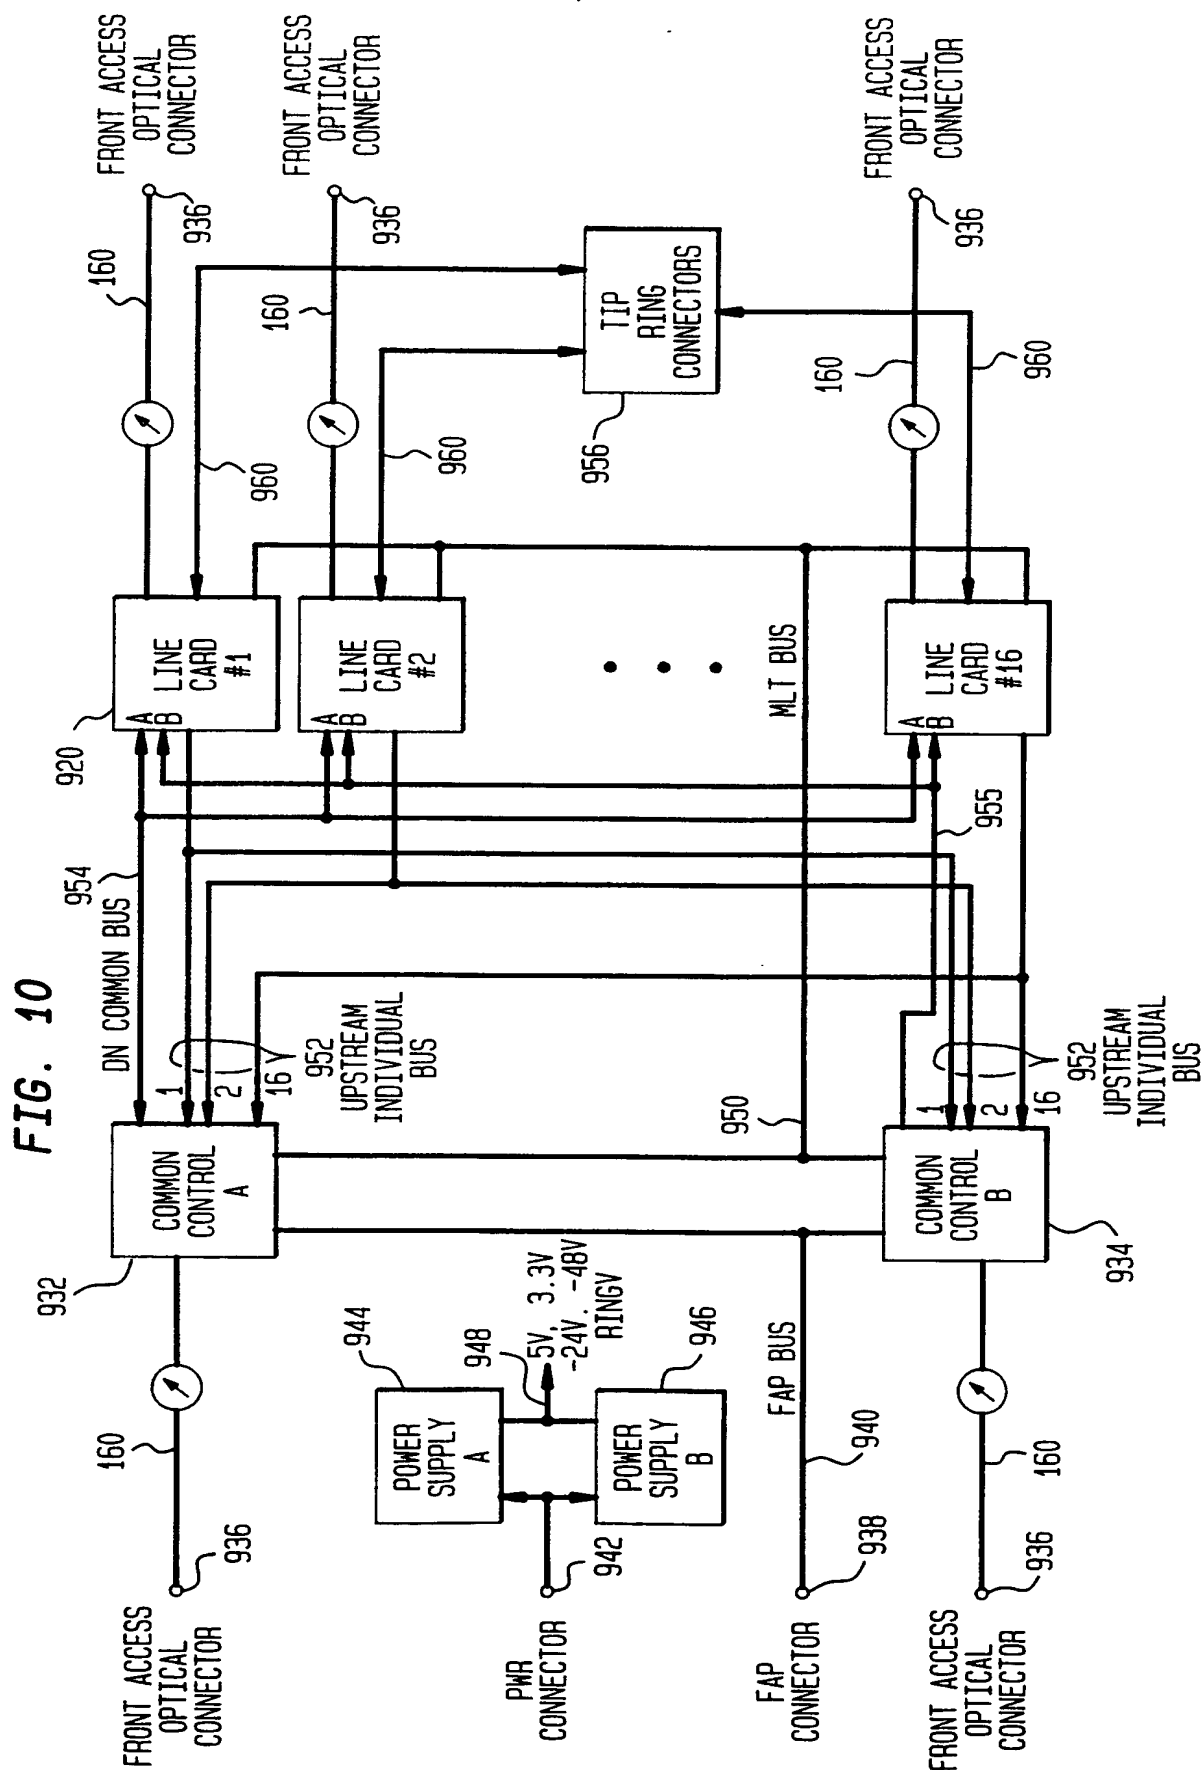 FIG. 10
FRONT ACCESS
OPTICAL
CONNECTOR
936
160
932
COMMON
CONTROL
A
DN COMMON BUS
954
1
2
16
952
UPSTREAM
INDIVIDUAL
BUS
920
A
B
LINE
CARD
#1
160
936
FRONT ACCESS
OPTICAL
CONNECTOR
960
A
B
LINE
CARD
#2
160
936
FRONT ACCESS
OPTICAL
CONNECTOR
960
PWR
CONNECTOR
942
944
POWER
SUPPLY
A
948
5V, 3.3V
-24V. -48V
RINGV
946
POWER
SUPPLY
B
956
TIP
RING
CONNECTORS
FAP
CONNECTOR
938
940
FAP BUS
950
MLT BUS
FRONT ACCESS
OPTICAL
CONNECTOR
936
160
934
COMMON
CONTROL
B
1
2
16
952
UPSTREAM
INDIVIDUAL
BUS
955
A
B
LINE
CARD
#16
160
960
936
FRONT ACCESS
OPTICAL
CONNECTOR